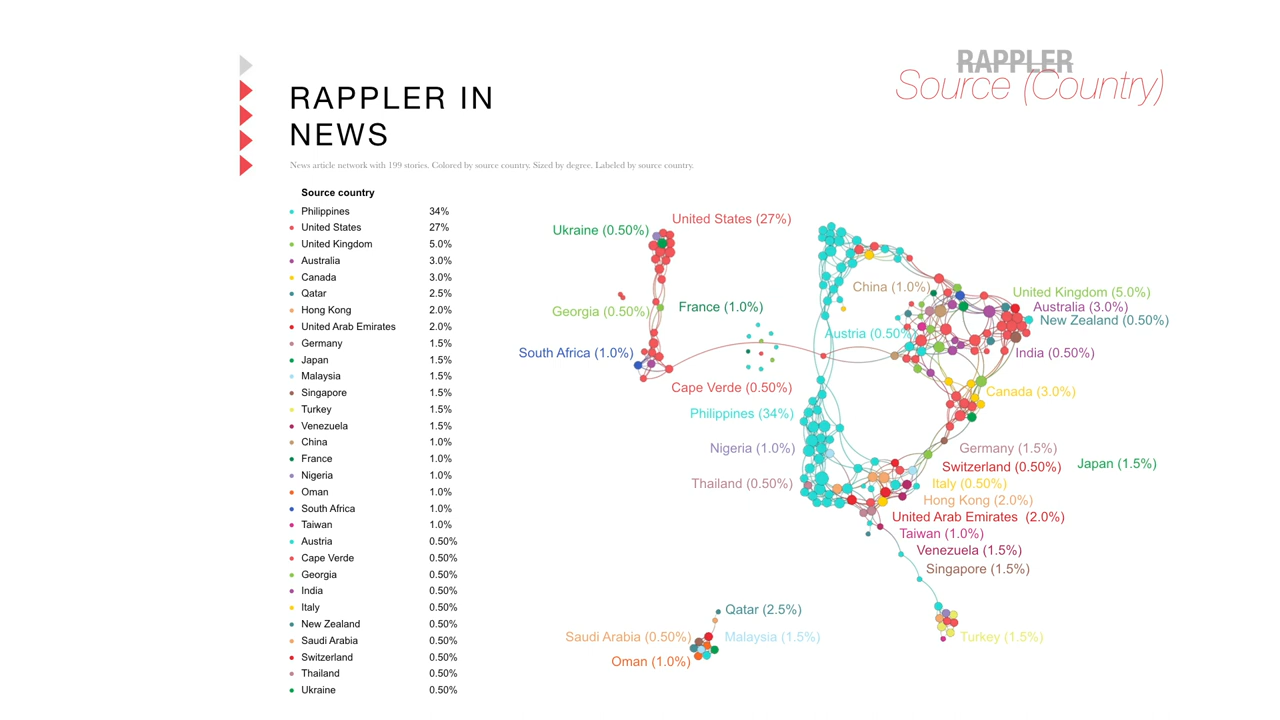 RAPPLER
Source (Country)
RAPPLER IN
NEWS
News article network with 199 stories. Colored by source country. Sized by degree. Labeled by source country.
Source country
Philippines 34%
United States 27%
United Kingdom 5.0%
Australia 3.0%
Canada 3.0%
Qatar 2.5%
Hong Kong 2.0%
United Arab Emirates 2.0%
Germany 1.5%
Japan 1.5%
Malaysia 1.5%
Singapore 1.5%
Turkey 1.5%
Venezuela 1.5%
China 1.0%
France 1.0%
Nigeria 1.0%
Oman 1.0%
South Africa 1.0%
Taiwan 1.0%
Austria 0.50%
Cape Verde 0.50%
Georgia 0.50%
India 0.50%
Italy 0.50%
New Zealand 0.50%
Saudi Arabia 0.50%
Switzerland 0.50%
Thailand 0.50%
Ukraine 0.50%
United States (27%)
Ukraine (0.50%)
China (1.0%)
United Kingdom (5.0%)
France (1.0%)
Australia (3.0%)
Georgia (0.50%)
New Zealand (0.50%)
Austria (0.50%)
South Africa (1.0%)
India (0.50%)
Cape Verde (0.50%)
Canada (3.0%)
Philippines (34%)
Nigeria (1.0%)
Germany (1.5%)
Switzerland (0.50%)
Japan (1.5%)
Thailand (0.50%)
Italy (0.50%)
Hong Kong (2.0%)
United Arab Emirates (2.0%)
Taiwan (1.0%)
Venezuela (1.5%)
Singapore (1.5%)
Qatar (2.5%)
Saudi Arabia (0.50%)
Malaysia (1.5%)
Turkey (1.5%)
Oman (1.0%)